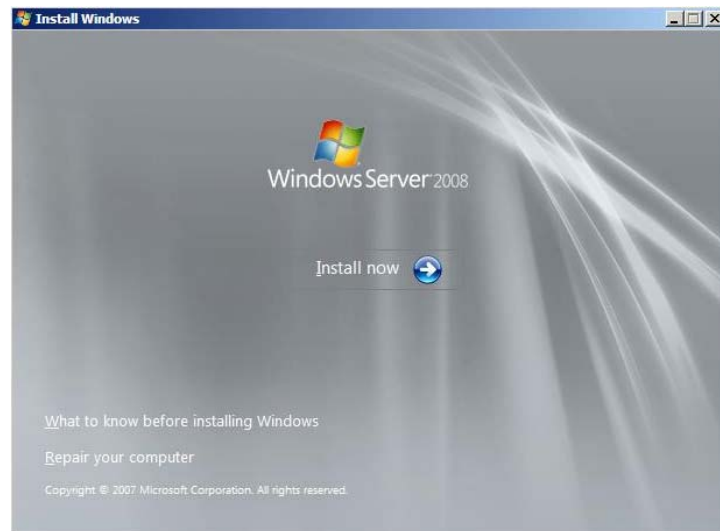 Install Windows
Windows Server 2008
Install now
What to know before installing Windows
Repair your computer
Copyright © 2007 Microsoft Corporation. All rights reserved.